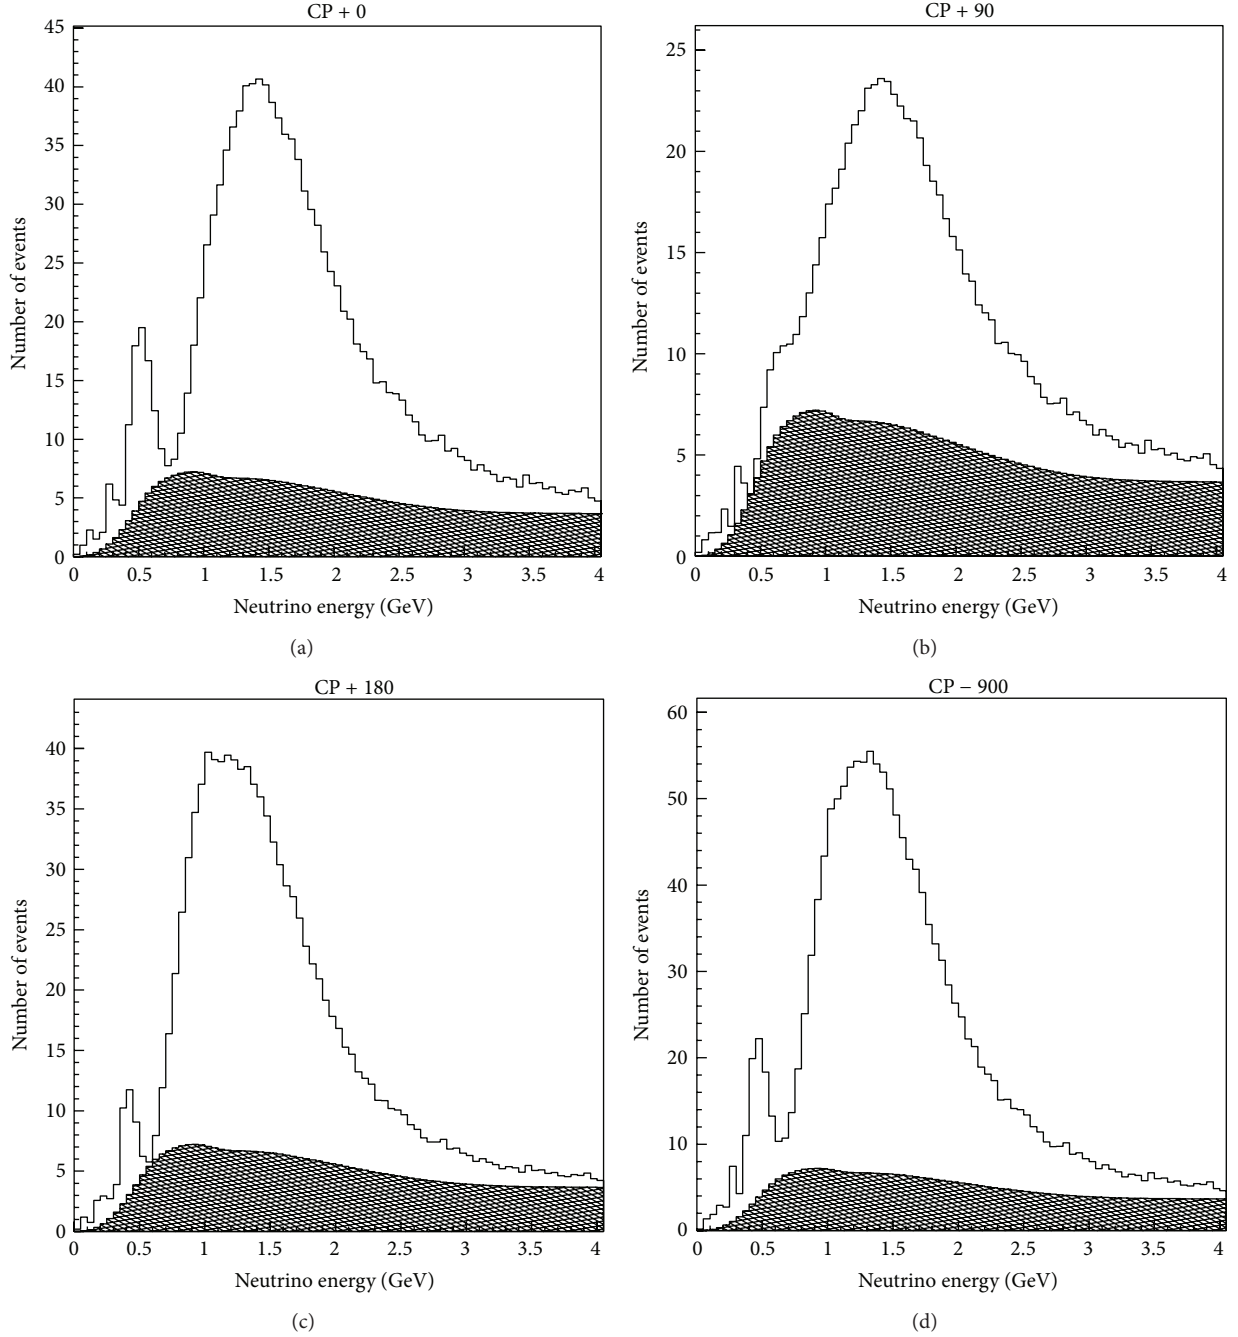 CP + 0
45
40
35
30
25
20
15
10
5
0
Number of events
0 0.5 1 1.5 2 2.5 3 3.5 4
Neutrino energy (GeV)
(a)
CP + 90
25
20
15
10
5
0
Number of events
0 0.5 1 1.5 2 2.5 3 3.5 4
Neutrino energy (GeV)
(b)
CP + 180
40
35
30
25
20
15
10
5
0
Number of events
0 0.5 1 1.5 2 2.5 3 3.5 4
Neutrino energy (GeV)
(c)
CP − 900
60
50
40
30
20
10
0
Number of events
0 0.5 1 1.5 2 2.5 3 3.5 4
Neutrino energy (GeV)
(d)